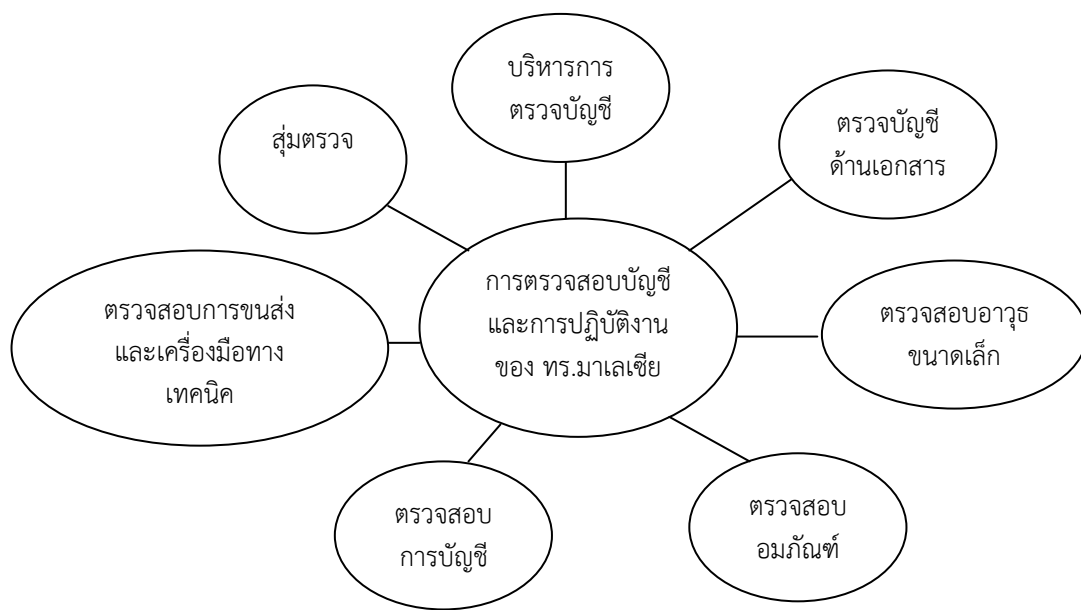 บริหารการ
ตรวจบัญชี
สุ่มตรวจ
ตรวจบัญชี
ด้านเอกสาร
การตรวจสอบบัญชี
และการปฏิบัติงาน
ของ ทร.มาเลเซีย
ตรวจสอบการขนส่ง
และเครื่องมือทาง
เทคนิค
ตรวจสอบอาวุธ
ขนาดเล็ก
ตรวจสอบ
การบัญชี
ตรวจสอบ
อมภัณฑ์